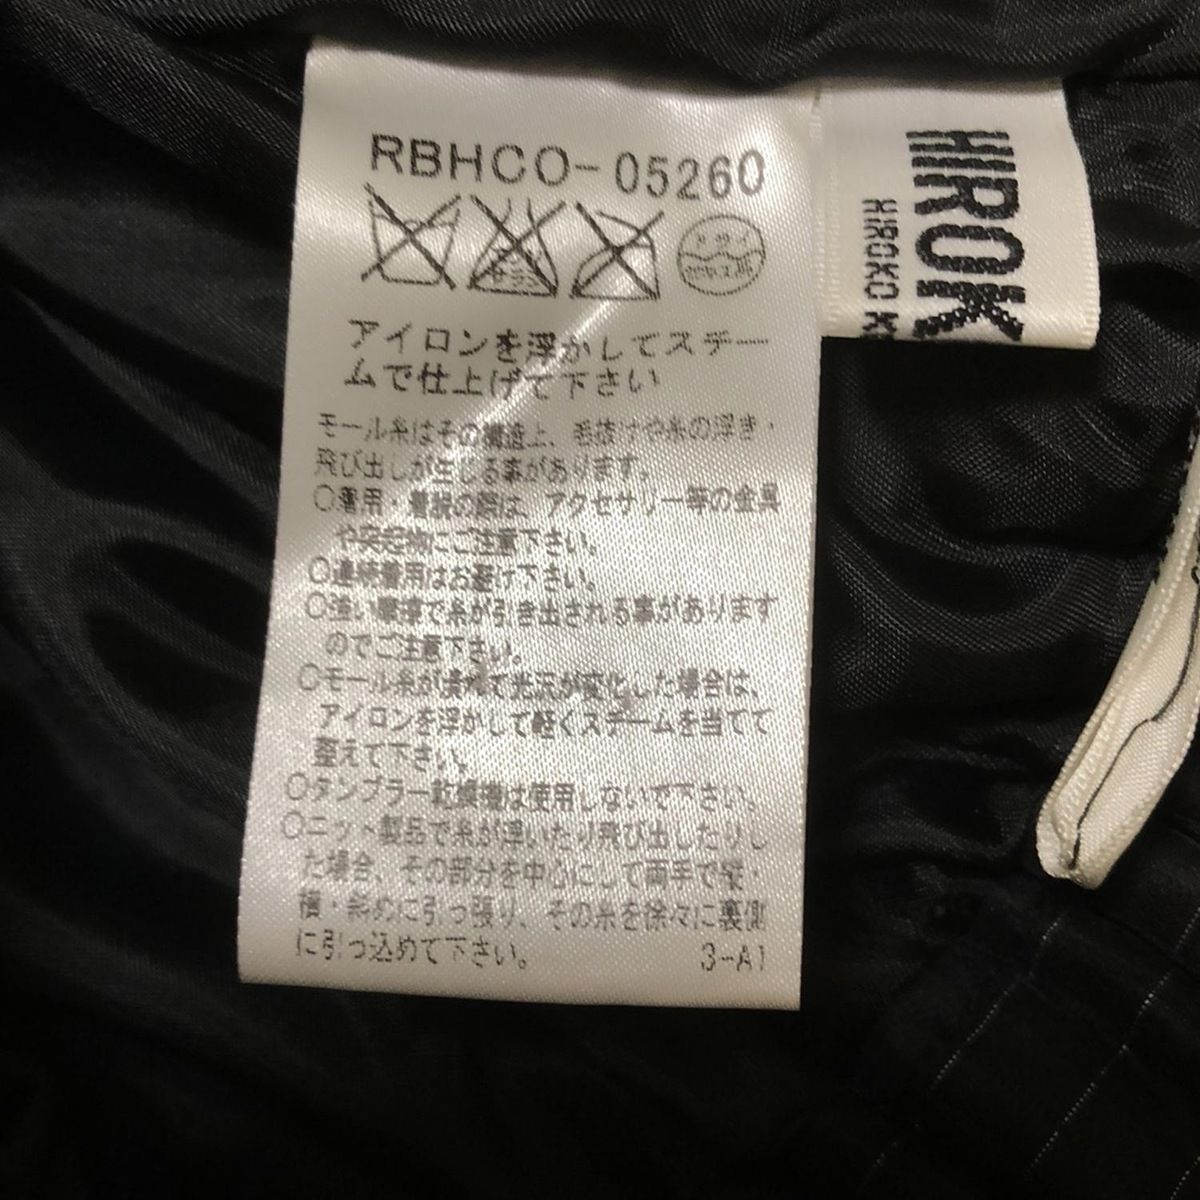 RBHCO-05260
アイロンを浮かしてスチー
ムで仕上げて下さい
モール糸はその構造上、毛抜けや糸の浮き・
飛び出しが生じる事があります。
○着用・着脱の際は、アクセサリー等の金具
や突起物にご注意下さい。
○連続着用はお避け下さい。
○強い摩擦で糸が引き出される事があります
のでご注意下さい。
○モール糸が潰れて光沢が変化した場合は、
アイロンを浮かして軽くスチームを当てて
整えて下さい。
○タンブラー乾燥機は使用しないで下さい。
○ニット製品で糸が浮いたり飛び出したりし
た場合、その部分を中心にして両手で縦・
横・斜めに引っ張り、その糸を徐々に裏側
に引っ込めて下さい。
3-A1
HIROK
HIROKO K